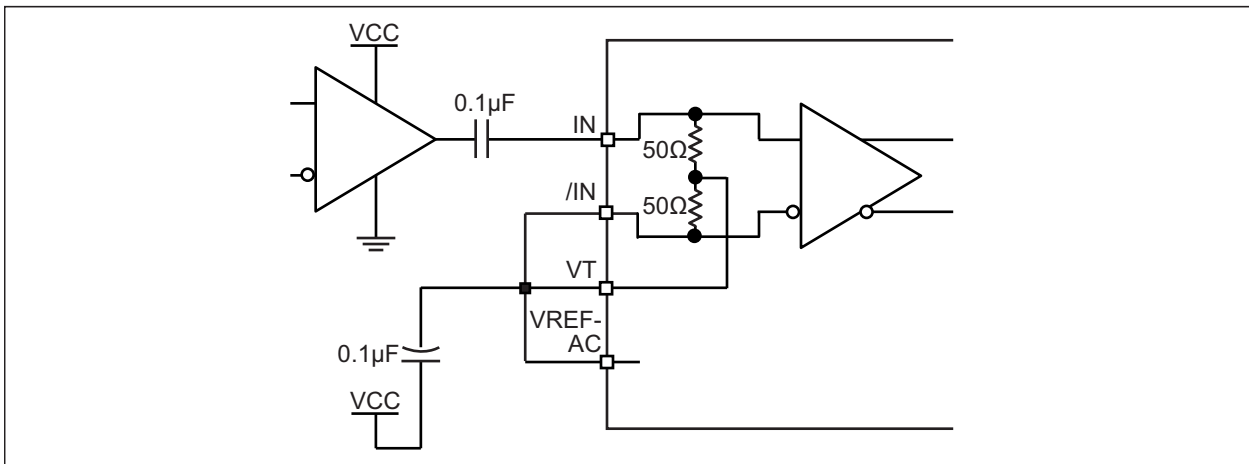 VCC
0.1µF
IN
50Ω
/IN
50Ω
VT
VREF-
AC
0.1µF
VCC